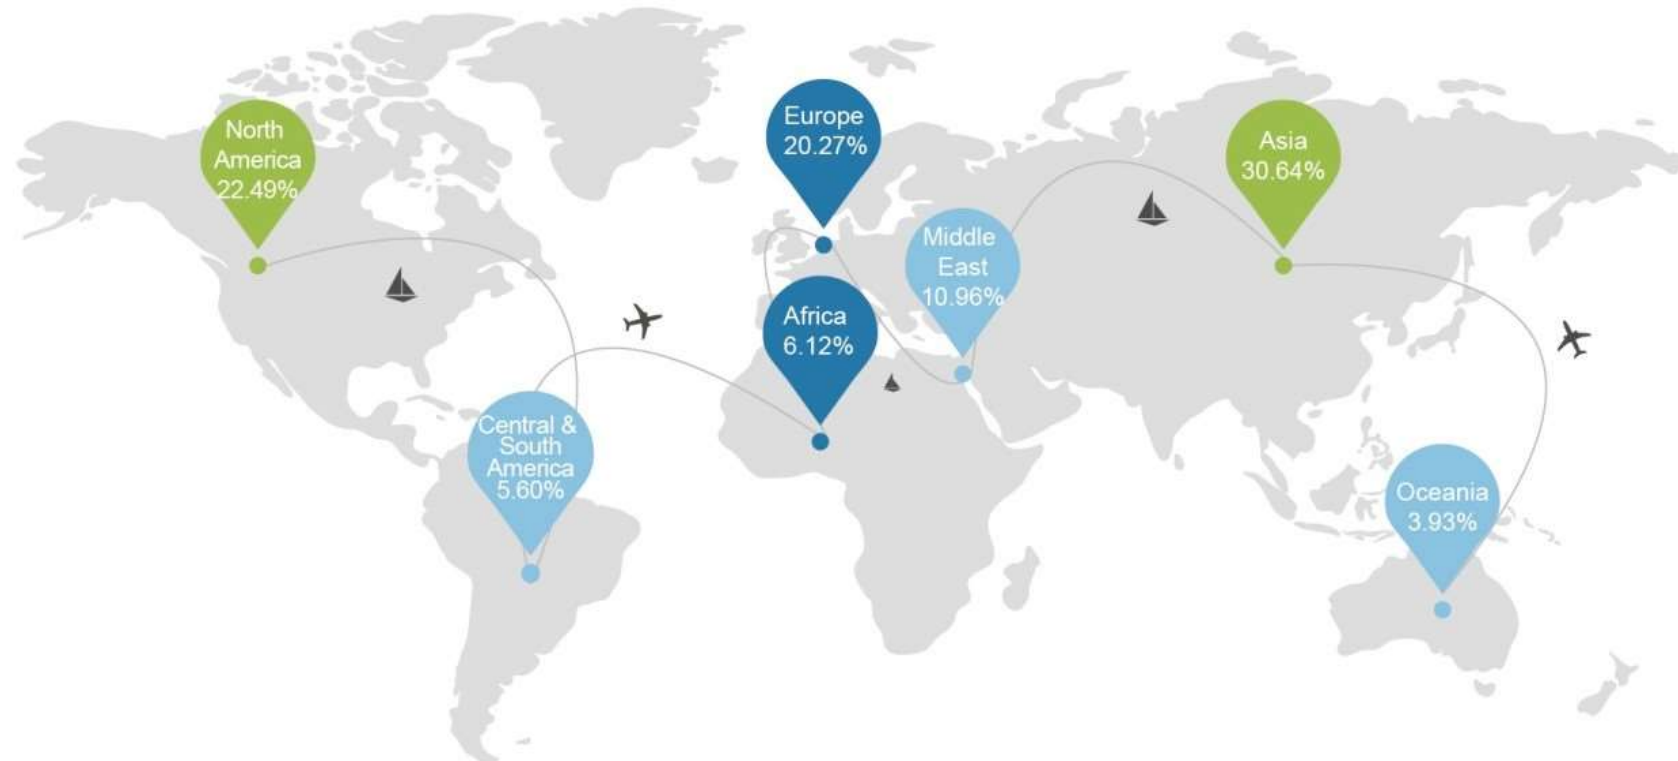 North
America
22.49%
Europe
20.27%
Asia
30.64%
Middle
East
10.96%
Africa
6.12%
Central &
South
America
5.60%
Oceania
3.93%